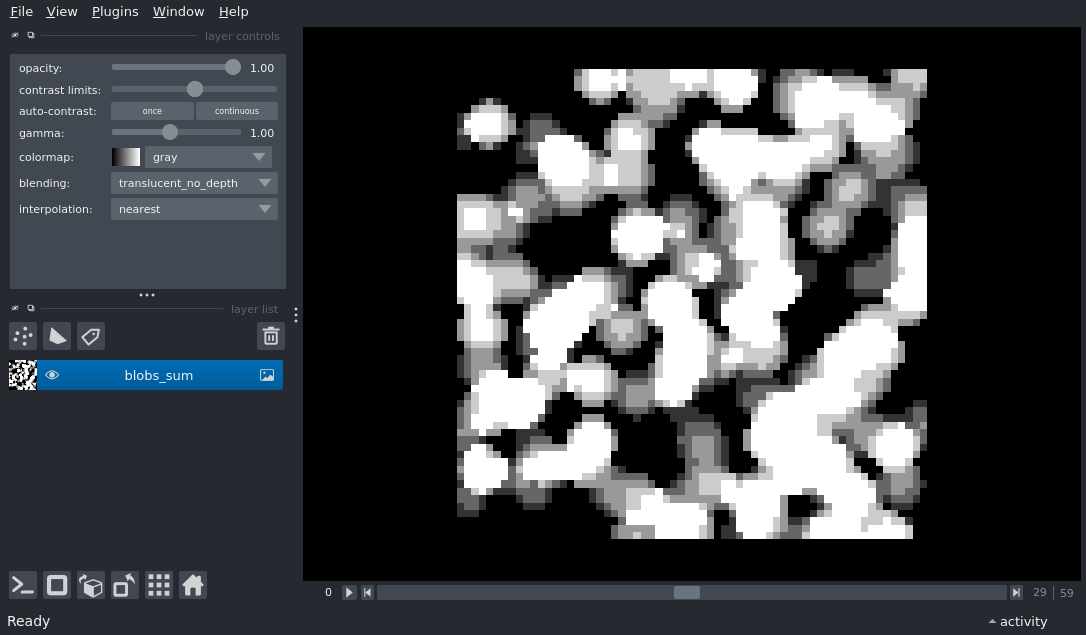 File View Plugins Window Help
layer controls
opacity: 1.00
contrast limits:
auto-contrast: once continuous
gamma: 1.00
colormap: gray
blending: translucent_no_depth
interpolation: nearest
layer list
blobs_sum
0 29 59
Ready activity